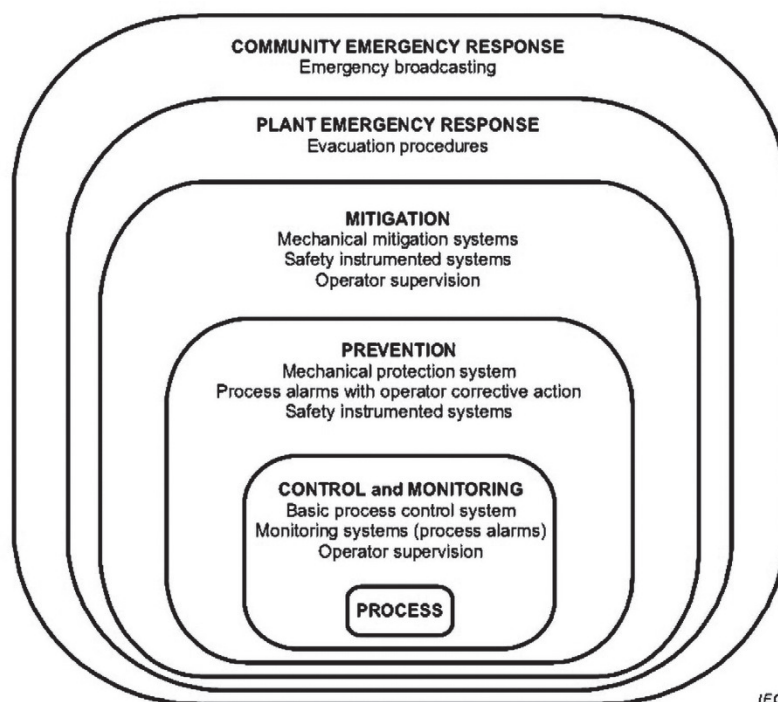 COMMUNITY EMERGENCY RESPONSE
Emergency broadcasting
PLANT EMERGENCY RESPONSE
Evacuation procedures
MITIGATION
Mechanical mitigation systems
Safety instrumented systems
Operator supervision
PREVENTION
Mechanical protection system
Process alarms with operator corrective action
Safety instrumented systems
CONTROL and MONITORING
Basic process control system
Monitoring systems (process alarms)
Operator supervision
PROCESS